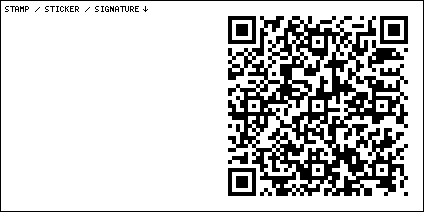 STAMP / STICKER / SIGNATURE ↓